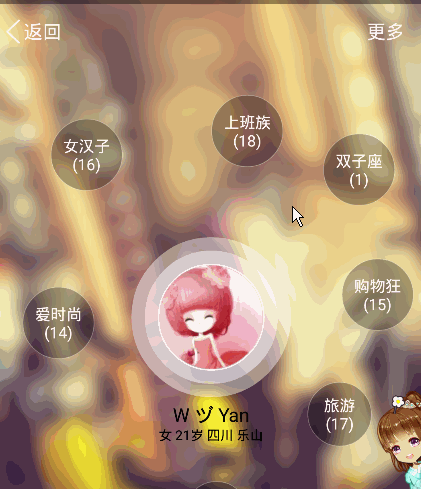 返回
更多
上班族
(18)
女汉子
(16)
双子座
(1)
购物狂
(15)
爱时尚
(14)
旅游
(17)
W ヅ Yan
女 21岁 四川 乐山